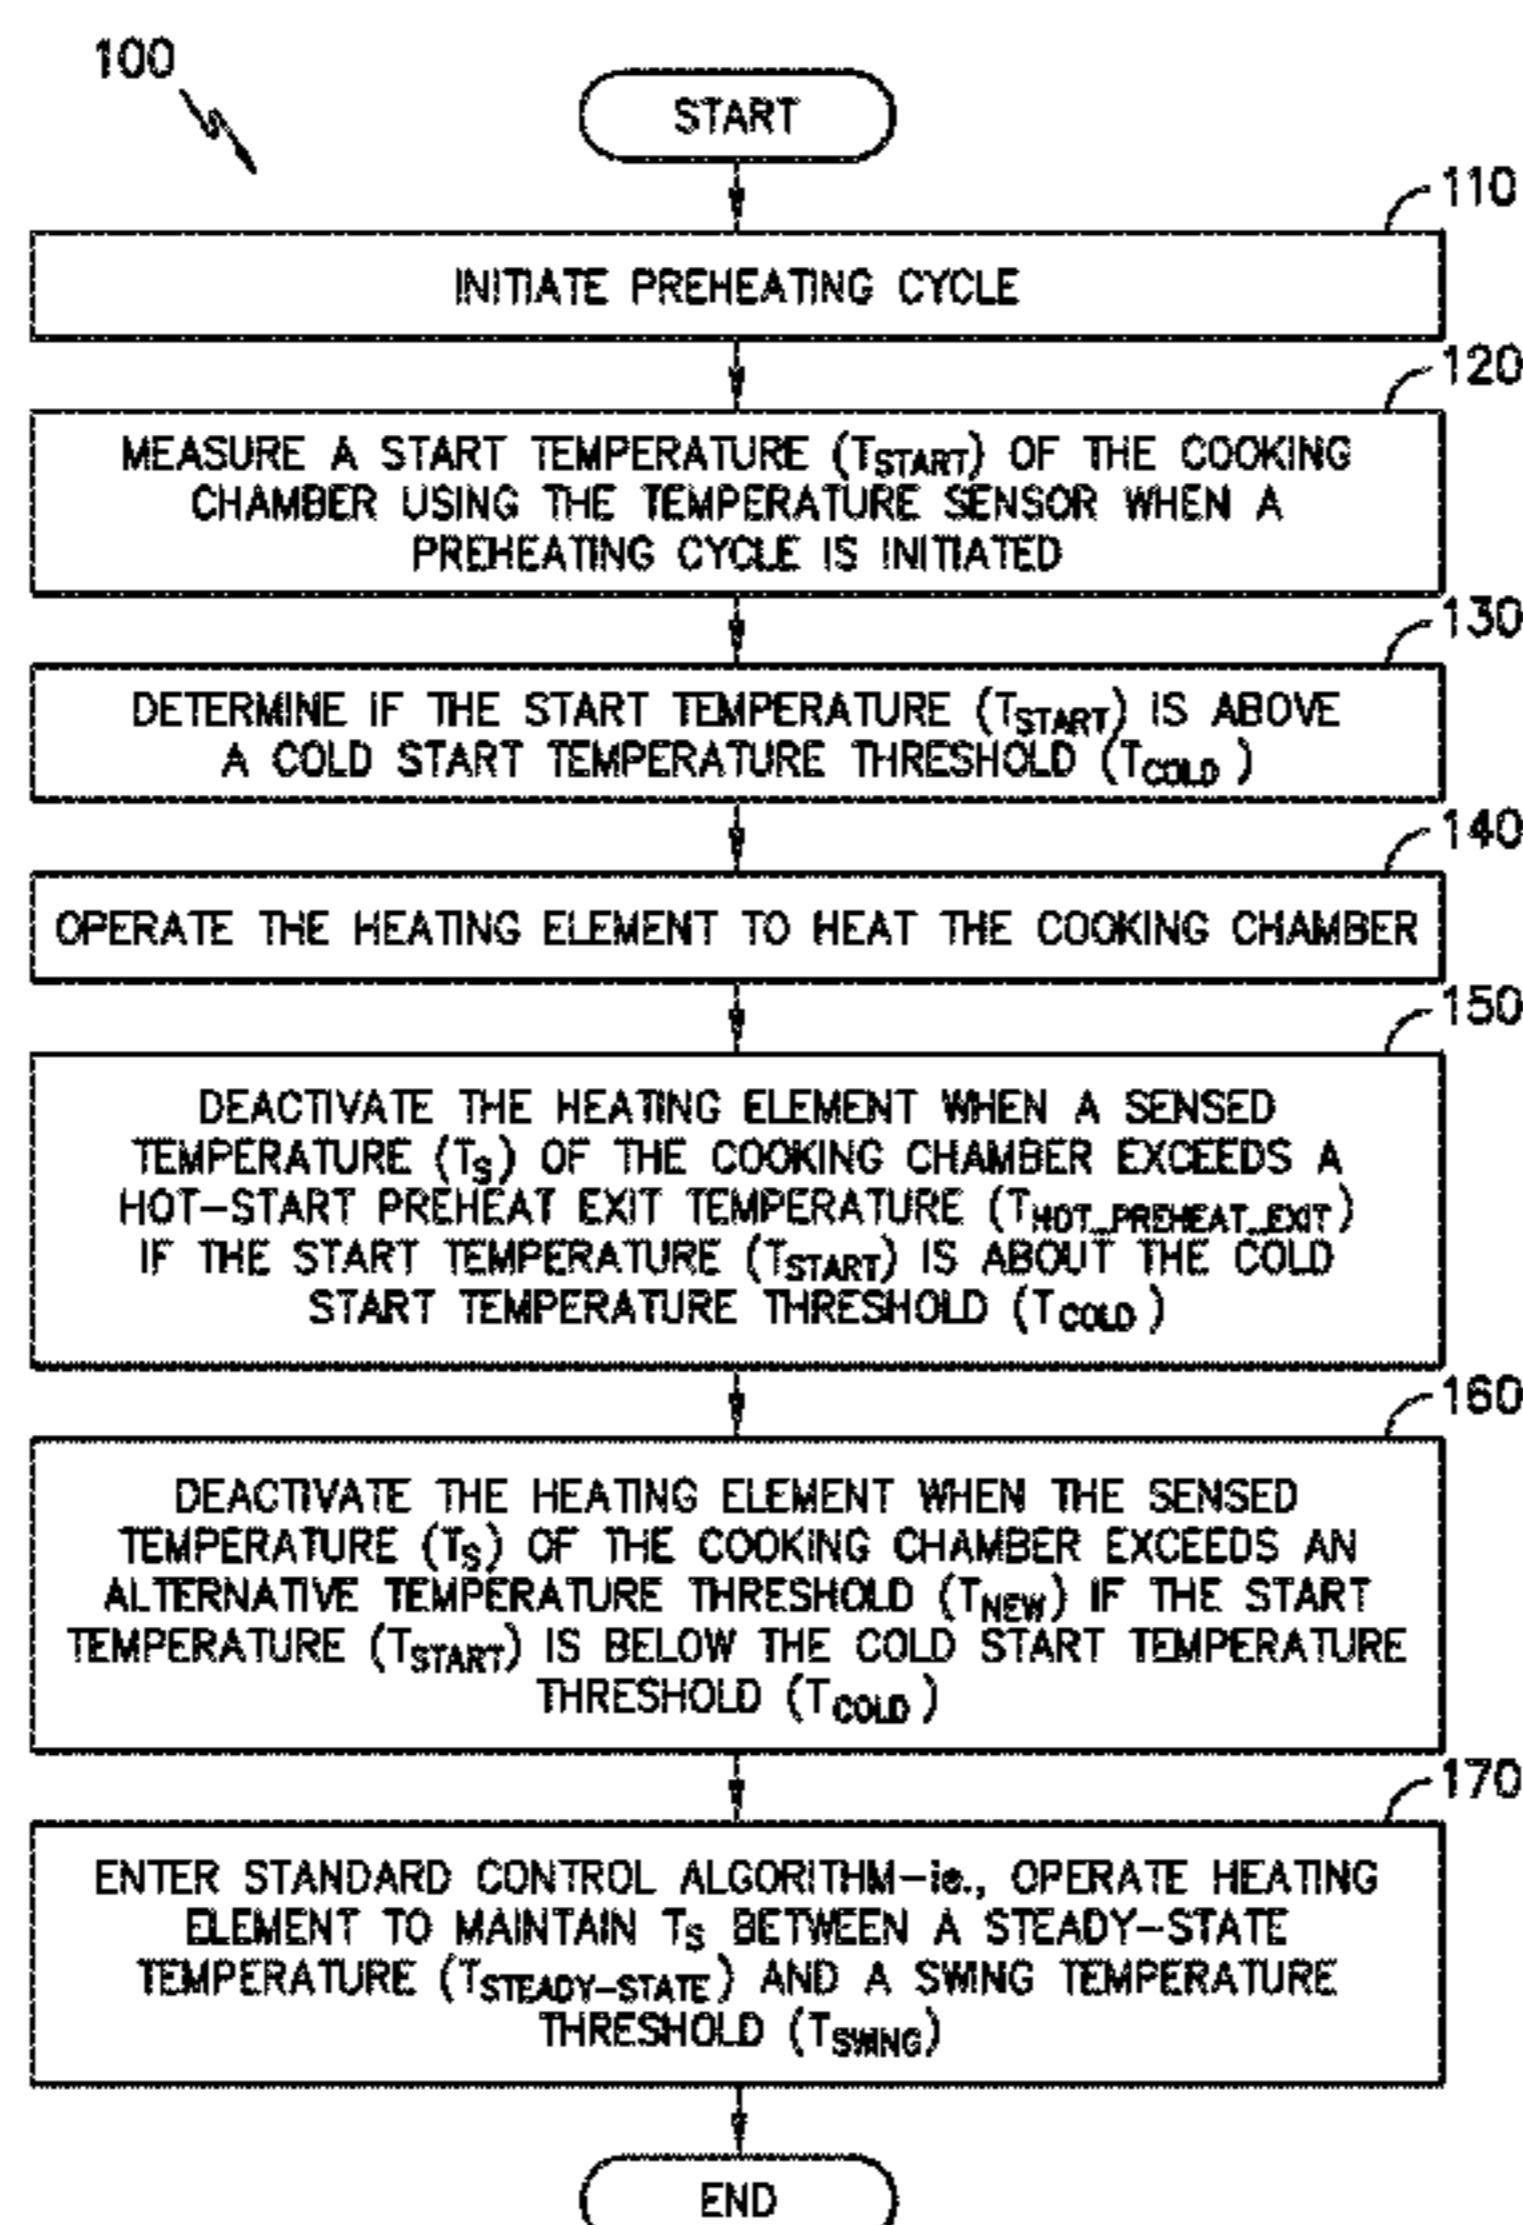 100
START
110
INITIATE PREHEATING CYCLE
120
MEASURE A START TEMPERATURE (TSTART) OF THE COOKING
CHAMBER USING THE TEMPERATURE SENSOR WHEN A
PREHEATING CYCLE IS INITIATED
130
DETERMINE IF THE START TEMPERATURE (TSTART) IS ABOVE
A COLD START TEMPERATURE THRESHOLD (TCOLD)
140
OPERATE THE HEATING ELEMENT TO HEAT THE COOKING CHAMBER
150
DEACTIVATE THE HEATING ELEMENT WHEN A SENSED
TEMPERATURE (TS) OF THE COOKING CHAMBER EXCEEDS A
HOT-START PREHEAT EXIT TEMPERATURE (THOT_PREHEAT_EXIT)
IF THE START TEMPERATURE (TSTART) IS ABOUT THE COLD
START TEMPERATURE THRESHOLD (TCOLD)
160
DEACTIVATE THE HEATING ELEMENT WHEN THE SENSED
TEMPERATURE (TS) OF THE COOKING CHAMBER EXCEEDS AN
ALTERNATIVE TEMPERATURE THRESHOLD (TNEW) IF THE START
TEMPERATURE (TSTART) IS BELOW THE COLD START TEMPERATURE
THRESHOLD (TCOLD)
170
ENTER STANDARD CONTROL ALGORITHM-ie., OPERATE HEATING
ELEMENT TO MAINTAIN TS BETWEEN A STEADY-STATE
TEMPERATURE (TSTEADY-STATE) AND A SWING TEMPERATURE
THRESHOLD (TSWING)
END